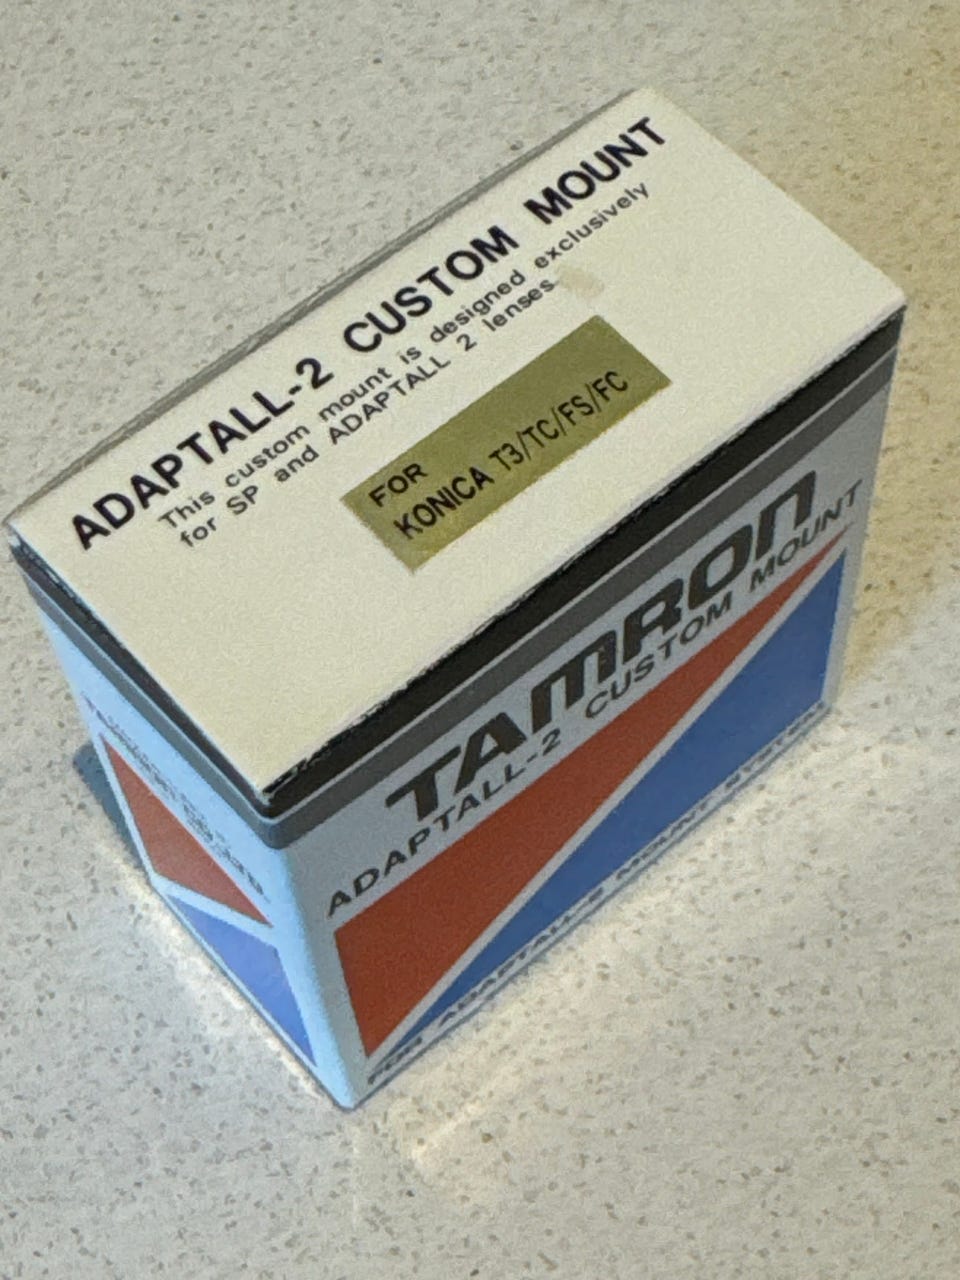 ADAPTALL-2 CUSTOM MOUNT
This custom mount is designed exclusively
for SP and ADAPTALL 2 lenses
FOR
KONICA T3/TC/FS/FC
TAMRON
ADAPTALL-2 CUSTOM MOUNT
FOR ADAPTALL-2 MOUNT SYSTEM